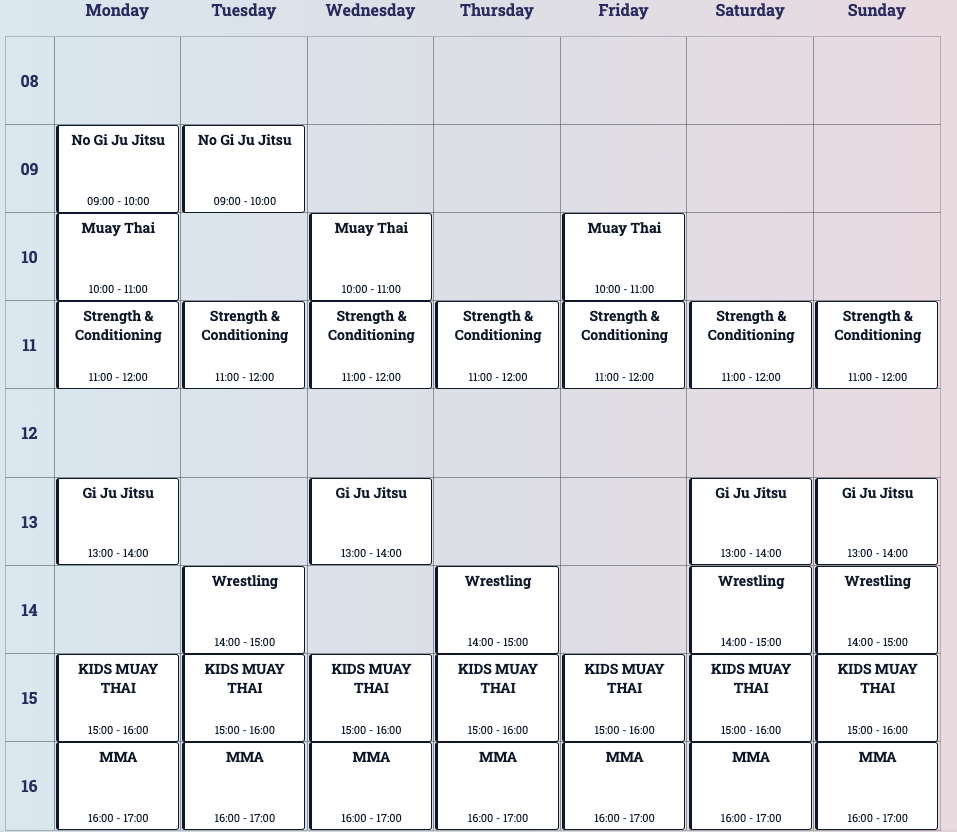 Monday Tuesday Wednesday Thursday Friday Saturday Sunday
08
09
No Gi Ju Jitsu
09:00 - 10:00
No Gi Ju Jitsu
09:00 - 10:00
10
Muay Thai
10:00 - 11:00
Muay Thai
10:00 - 11:00
Muay Thai
10:00 - 11:00
11
Strength &
Conditioning
11:00 - 12:00
Strength &
Conditioning
11:00 - 12:00
Strength &
Conditioning
11:00 - 12:00
Strength &
Conditioning
11:00 - 12:00
Strength &
Conditioning
11:00 - 12:00
Strength &
Conditioning
11:00 - 12:00
Strength &
Conditioning
11:00 - 12:00
12
13
Gi Ju Jitsu
13:00 - 14:00
Gi Ju Jitsu
13:00 - 14:00
Gi Ju Jitsu
13:00 - 14:00
Gi Ju Jitsu
13:00 - 14:00
14
Wrestling
14:00 - 15:00
Wrestling
14:00 - 15:00
Wrestling
14:00 - 15:00
Wrestling
14:00 - 15:00
15
KIDS MUAY
THAI
15:00 - 16:00
KIDS MUAY
THAI
15:00 - 16:00
KIDS MUAY
THAI
15:00 - 16:00
KIDS MUAY
THAI
15:00 - 16:00
KIDS MUAY
THAI
15:00 - 16:00
KIDS MUAY
THAI
15:00 - 16:00
KIDS MUAY
THAI
15:00 - 16:00
16
MMA
16:00 - 17:00
MMA
16:00 - 17:00
MMA
16:00 - 17:00
MMA
16:00 - 17:00
MMA
16:00 - 17:00
MMA
16:00 - 17:00
MMA
16:00 - 17:00